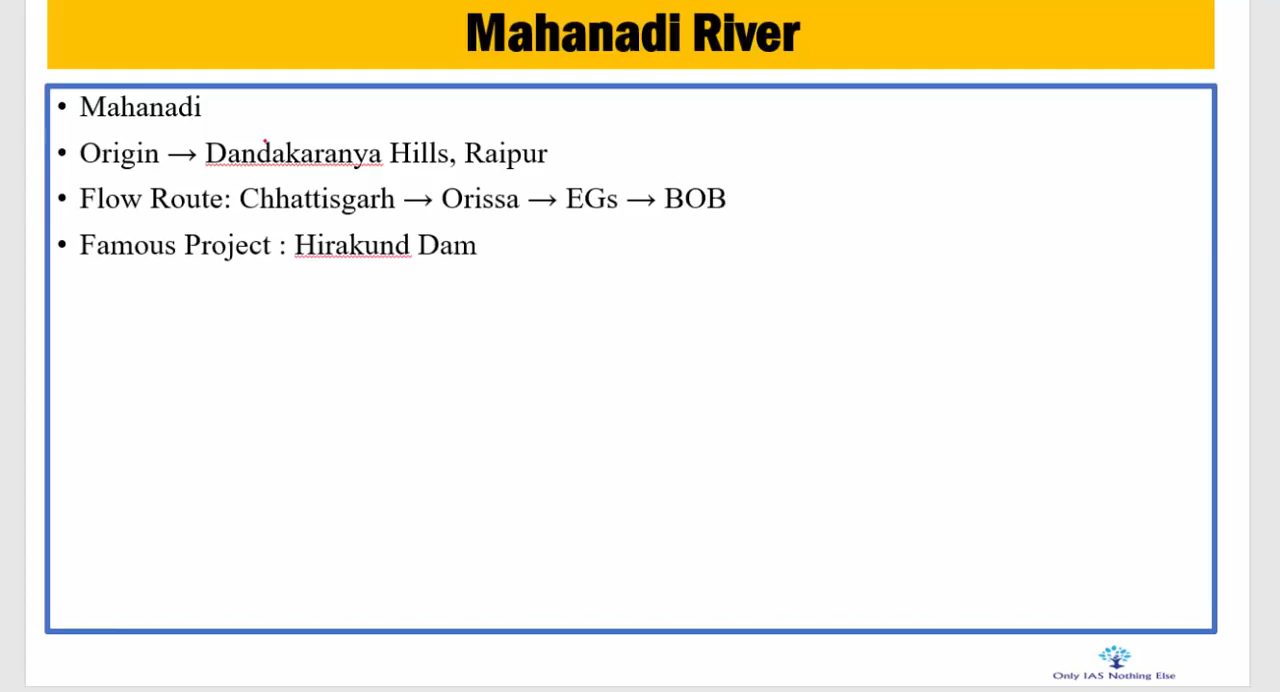 Mahanadi River
• Mahanadi
• Origin → Dandakaranya Hills, Raipur
• Flow Route: Chhattisgarh → Orissa → EGs → BOB
• Famous Project : Hirakund Dam
Only IAS Nothing Else